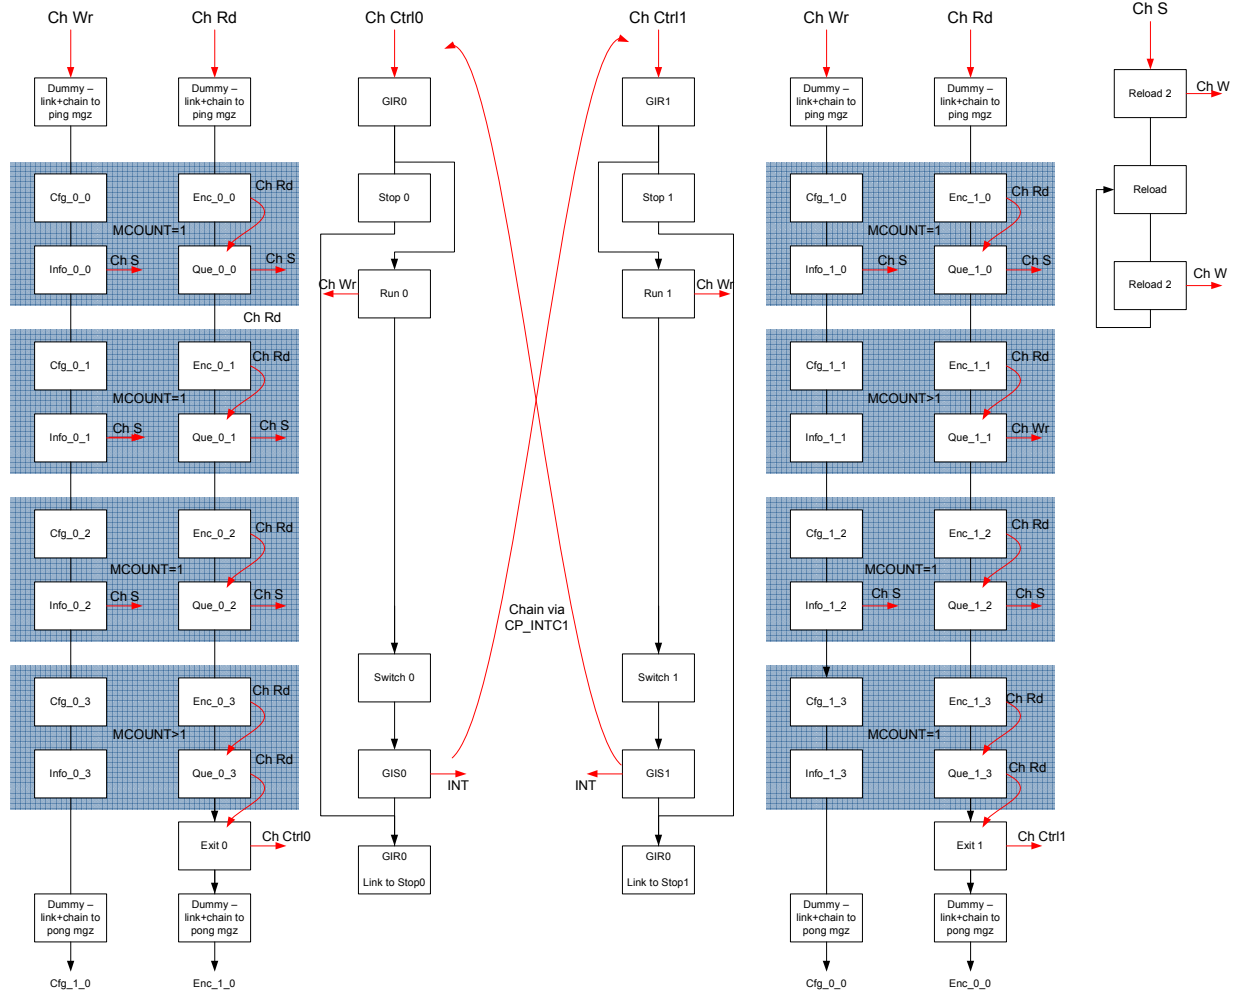 Ch Wr
Ch Rd
Ch Ctrl0
Ch Ctrl1
Ch Wr
Ch Rd
Ch S
Dummy –
link+chain to
ping mgz
Dummy –
link+chain to
ping mgz
GIR0
GIR1
Dummy –
link+chain to
ping mgz
Dummy –
link+chain to
ping mgz
Reload 2
Ch W
Cfg_0_0
Enc_0_0
Ch Rd
MCOUNT=1
Info_0_0
Ch S
Que_0_0
Ch S
Stop 0
Stop 1
Cfg_1_0
Enc_1_0
Ch Rd
MCOUNT=1
Info_1_0
Ch S
Que_1_0
Ch S
Reload
Reload 2
Ch W
Ch Wr
Run 0
Run 1
Ch Wr
Ch Rd
Cfg_0_1
Enc_0_1
Ch Rd
MCOUNT=1
Info_0_1
Ch S
Que_0_1
Ch S
Cfg_1_1
Enc_1_1
Ch Rd
MCOUNT>1
Info_1_1
Que_1_1
Ch Wr
Cfg_0_2
Enc_0_2
Ch Rd
MCOUNT=1
Info_0_2
Ch S
Que_0_2
Ch S
Chain via
CP_INTC1
Cfg_1_2
Enc_1_2
Ch Rd
MCOUNT=1
Info_1_2
Ch S
Que_1_2
Ch S
Cfg_0_3
Enc_0_3
Ch Rd
MCOUNT>1
Info_0_3
Que_0_3
Ch Rd
Switch 0
Switch 1
GIS0
INT
INT
GIS1
Cfg_1_3
Enc_1_3
Ch Rd
MCOUNT=1
Info_1_3
Que_1_3
Ch Rd
Exit 0
Ch Ctrl0
GIR0
Link to Stop0
GIR0
Link to Stop1
Exit 1
Ch Ctrl1
Dummy –
link+chain to
pong mgz
Dummy –
link+chain to
pong mgz
Dummy –
link+chain to
pong mgz
Dummy –
link+chain to
pong mgz
Cfg_1_0
Enc_1_0
Cfg_0_0
Enc_0_0